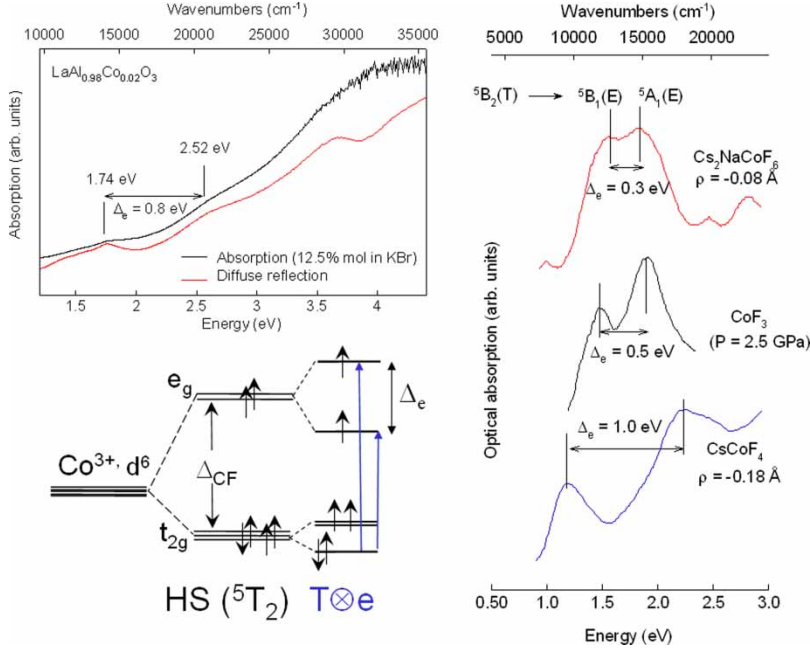 Wavenumbers (cm⁻¹)
10000 15000 20000 25000 30000 35000
LaAl₀.₉₈Co₀.₀₂O₃
2.52 eV
1.74 eV
Δₑ = 0.8 eV
Absorption (12.5% mol in KBr)
Diffuse reflection
Absorption (arb. units)
1.5 2 2.5 3 3.5 4
Energy (eV)
e_g
Δₑ
Co³⁺, d⁶
Δ_CF
t₂g
HS (⁵T₂) T⊗e
Wavenumbers (cm⁻¹)
5000 10000 15000 20000
⁵B₂(T) ⁵B₁(E) ⁵A₁(E)
Cs₂NaCoF₆
ρ = -0.08 Å
Δₑ = 0.3 eV
CoF₃
(P = 2.5 GPa)
Δₑ = 0.5 eV
Δₑ = 1.0 eV
CsCoF₄
ρ = -0.18 Å
Optical absorption (arb. units)
0.50 1.0 1.5 2.0 2.5 3.0
Energy (eV)